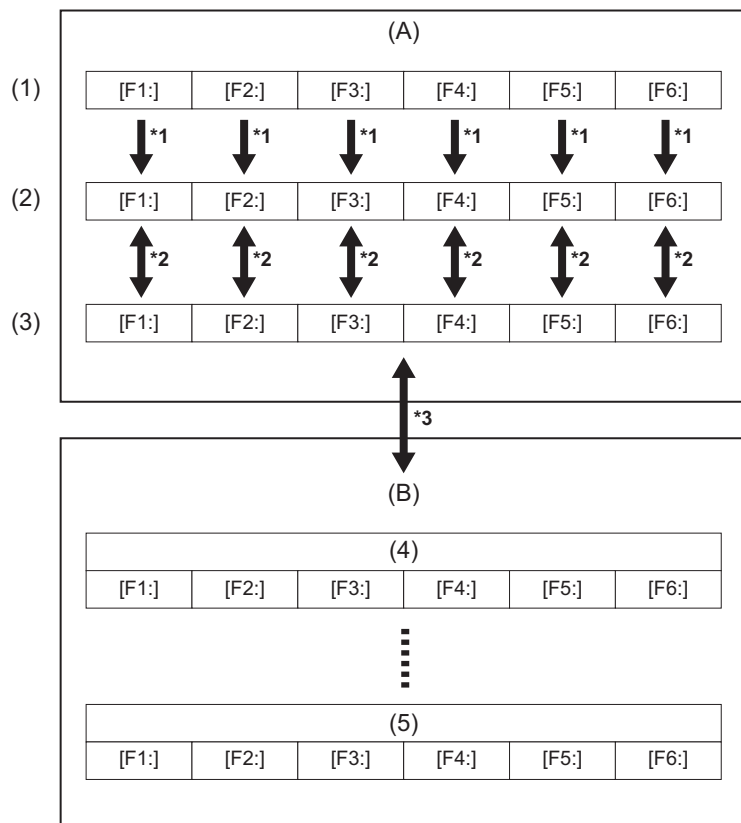 (A)
(1) [F1:] [F2:] [F3:] [F4:] [F5:] [F6:]
*1 *1 *1 *1 *1 *1
(2) [F1:] [F2:] [F3:] [F4:] [F5:] [F6:]
*2 *2 *2 *2 *2 *2
(3) [F1:] [F2:] [F3:] [F4:] [F5:] [F6:]
*3
(B)
(4)
[F1:] [F2:] [F3:] [F4:] [F5:] [F6:]
(5)
[F1:] [F2:] [F3:] [F4:] [F5:] [F6:]